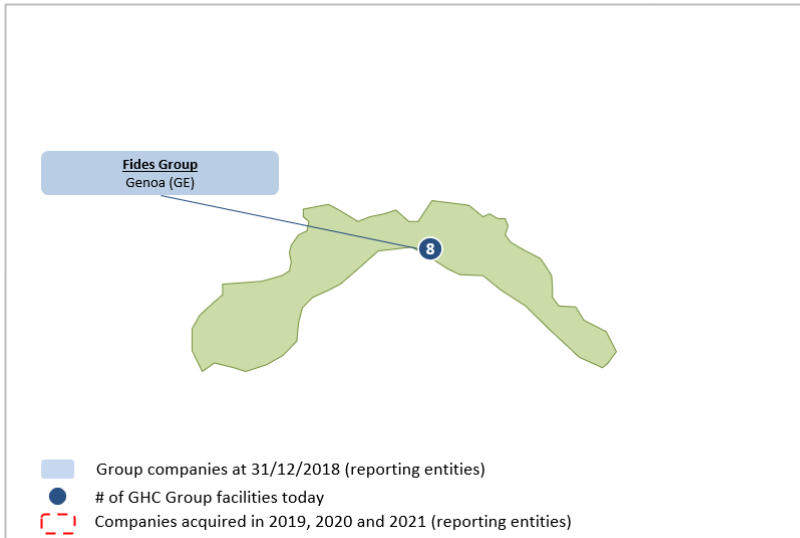 Fides Group
Genoa (GE)
8
Group companies at 31/12/2018 (reporting entities)
# of GHC Group facilities today
Companies acquired in 2019, 2020 and 2021 (reporting entities)